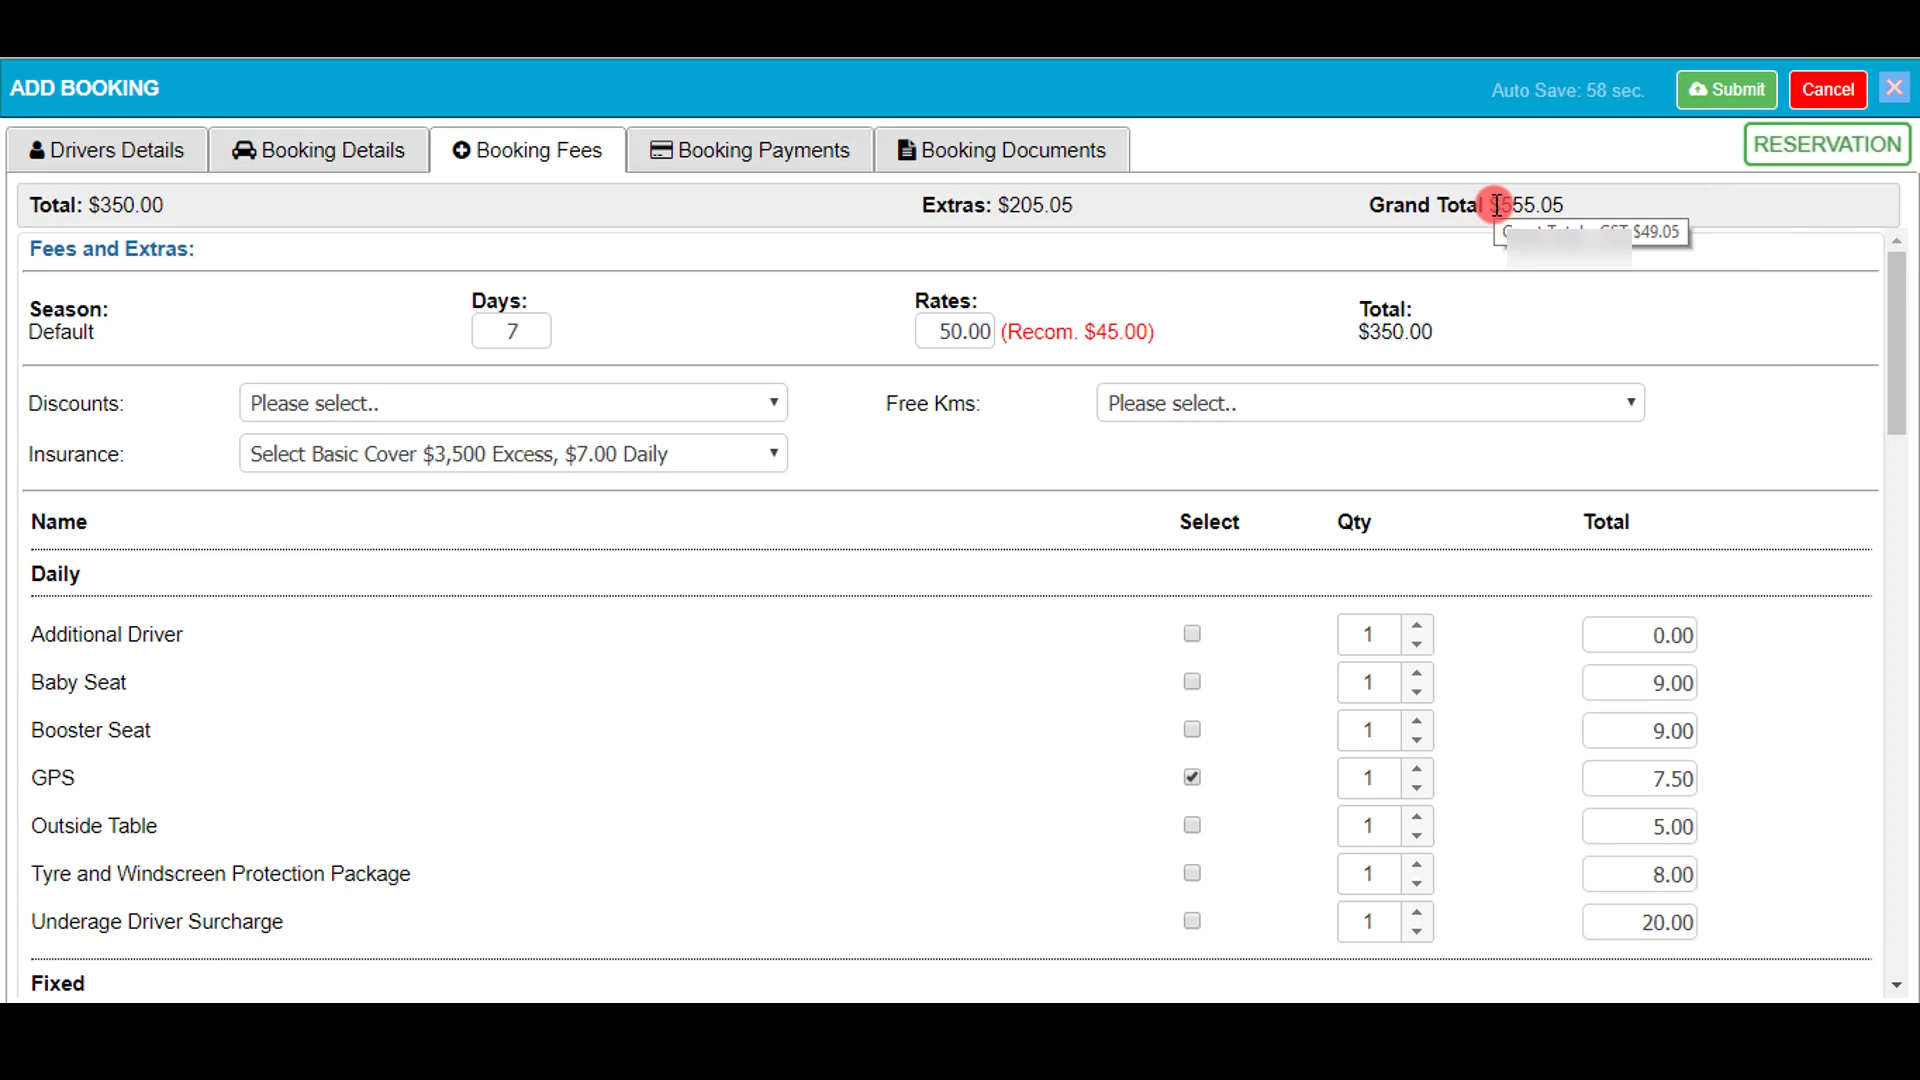 ADD BOOKING
Auto Save: 58 sec.
Submit
Cancel
Drivers Details
Booking Details
Booking Fees
Booking Payments
Booking Documents
RESERVATION
Total: $350.00
Extras: $205.05
Grand Total $555.05
$49.05
Fees and Extras:
Season:
Default
Days:
7
Rates:
50.00 (Recom. $45.00)
Total:
$350.00
Discounts:
Please select..
Free Kms:
Please select..
Insurance:
Select Basic Cover $3,500 Excess, $7.00 Daily
Name Select Qty Total
Daily
Additional Driver 1 0.00
Baby Seat 1 9.00
Booster Seat 1 9.00
GPS 1 7.50
Outside Table 1 5.00
Tyre and Windscreen Protection Package 1 8.00
Underage Driver Surcharge 1 20.00
Fixed